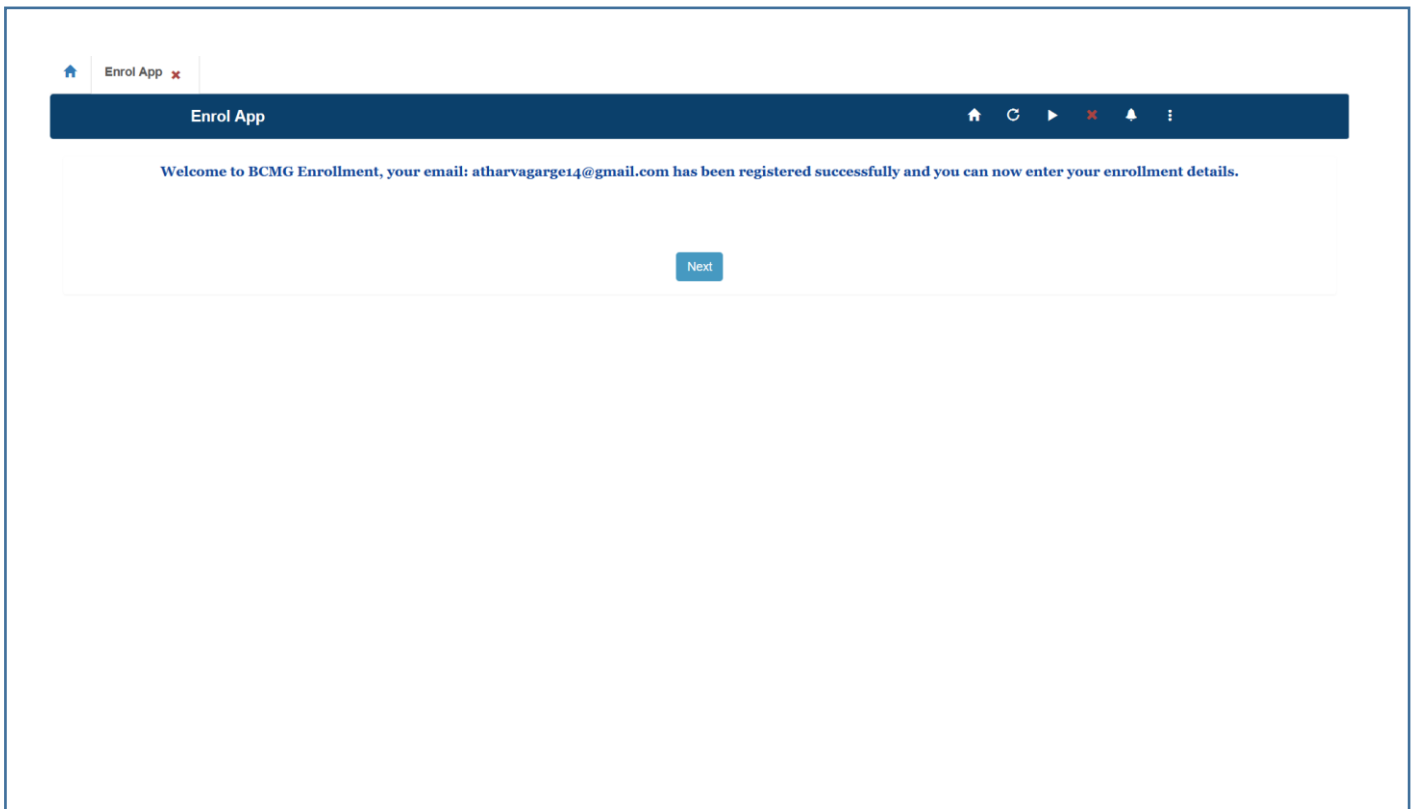 Enrol App
Enrol App
Welcome to BCMG Enrollment, your email: atharvagarge14@gmail.com has been registered successfully and you can now enter your enrollment details.
Next